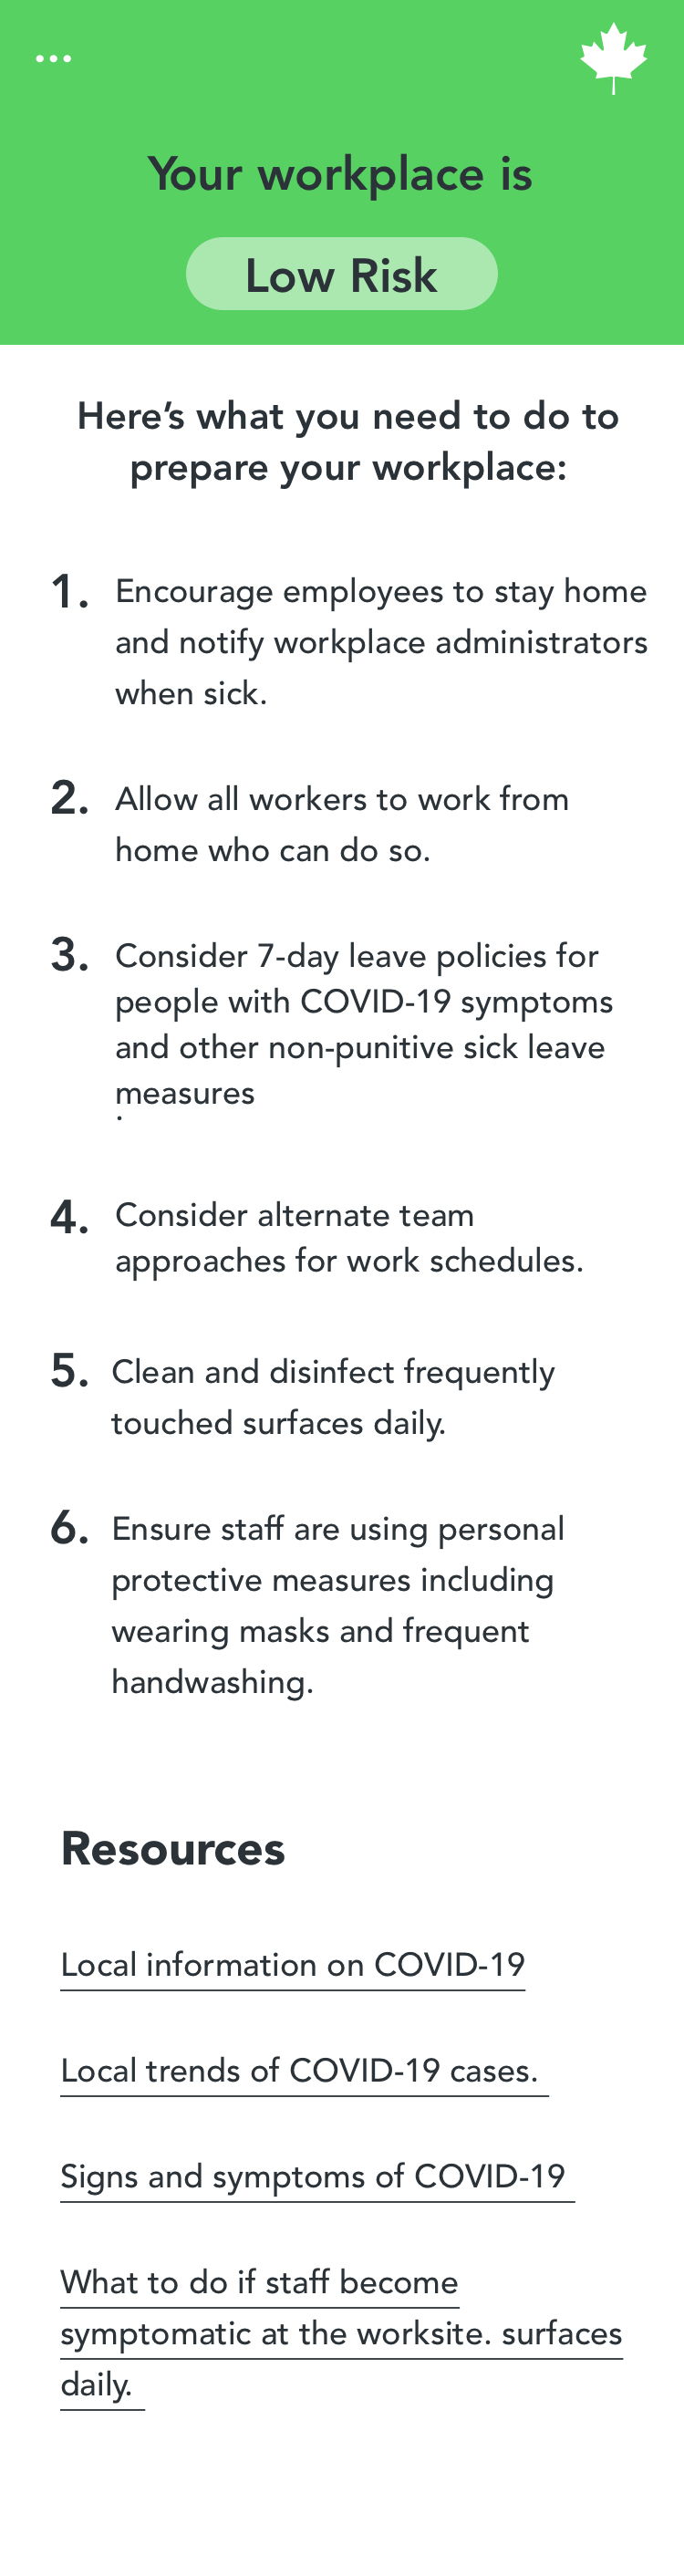 Your workplace is
Low Risk
Here’s what you need to do to
prepare your workplace:
1. Encourage employees to stay home
and notify workplace administrators
when sick.
2. Allow all workers to work from
home who can do so.
3. Consider 7-day leave policies for
people with COVID-19 symptoms
and other non-punitive sick leave
measures
.
4. Consider alternate team
approaches for work schedules.
5. Clean and disinfect frequently
touched surfaces daily.
6. Ensure staff are using personal
protective measures including
wearing masks and frequent
handwashing.
Resources
Local information on COVID-19
Local trends of COVID-19 cases.
Signs and symptoms of COVID-19
What to do if staff become
symptomatic at the worksite. surfaces
daily.